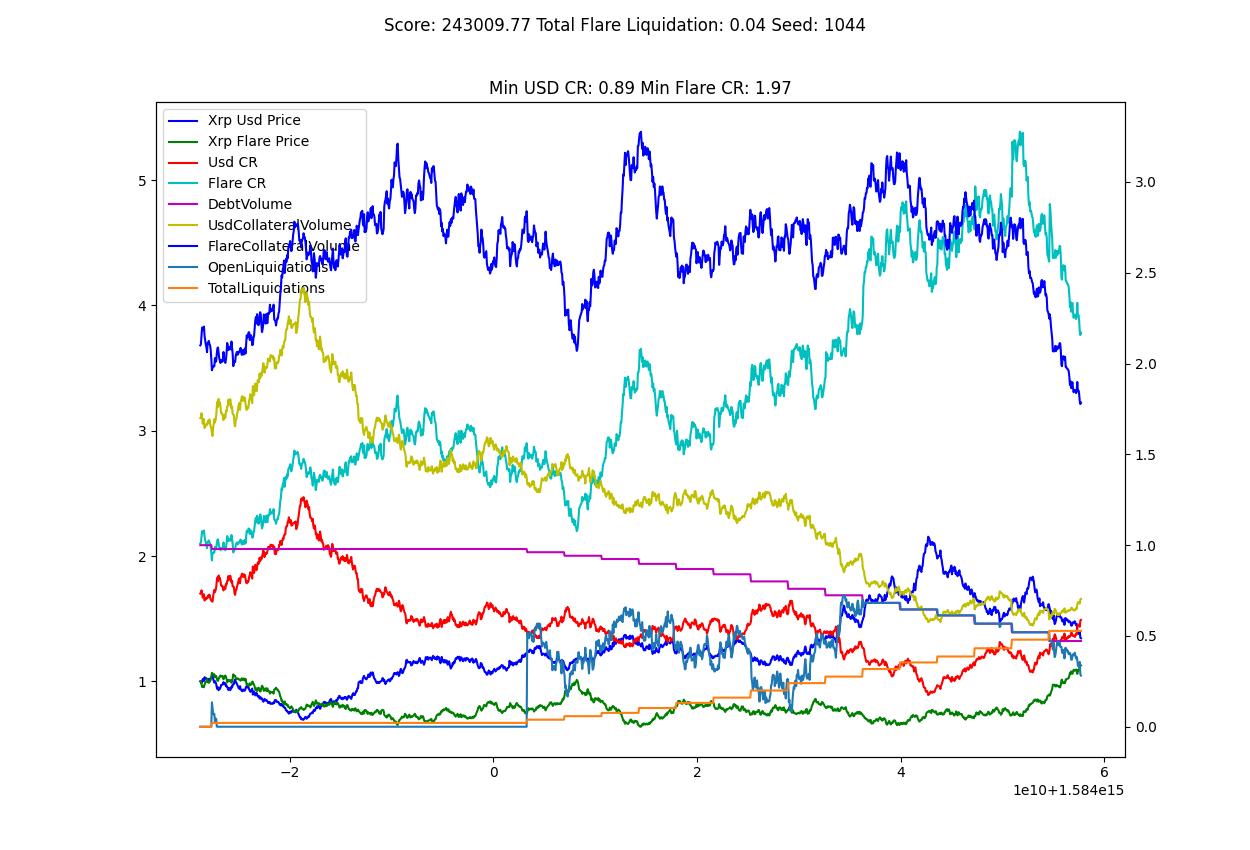 Score: 243009.77 Total Flare Liquidation: 0.04 Seed: 1044
Min USD CR: 0.89 Min Flare CR: 1.97
Xrp Usd Price
Xrp Flare Price
Usd CR
Flare CR
DebtVolume
UsdCollateralVolume
FlareCollateralVolume
OpenLiquidations
TotalLiquidations
5
4
3
2
1
3.0
2.5
2.0
1.5
1.0
0.5
0.0
−2
0
2
4
6
1e10+1.584e15